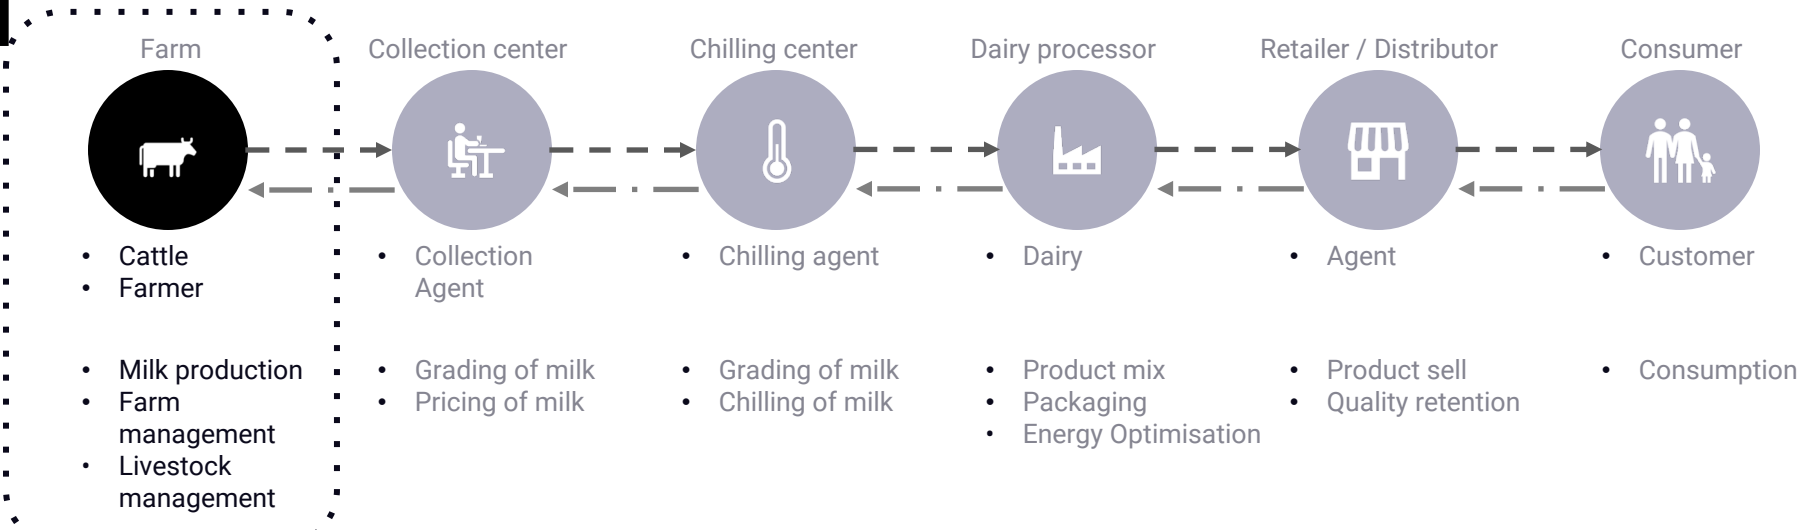 Farm
Collection center
Chilling center
Dairy processor
Retailer / Distributor
Consumer
• Cattle
• Farmer
• Collection
Agent
• Chilling agent
• Dairy
• Agent
• Customer
• Milk production
• Farm
management
• Livestock
management
• Grading of milk
• Pricing of milk
• Grading of milk
• Chilling of milk
• Product mix
• Packaging
• Energy Optimisation
• Product sell
• Quality retention
• Consumption